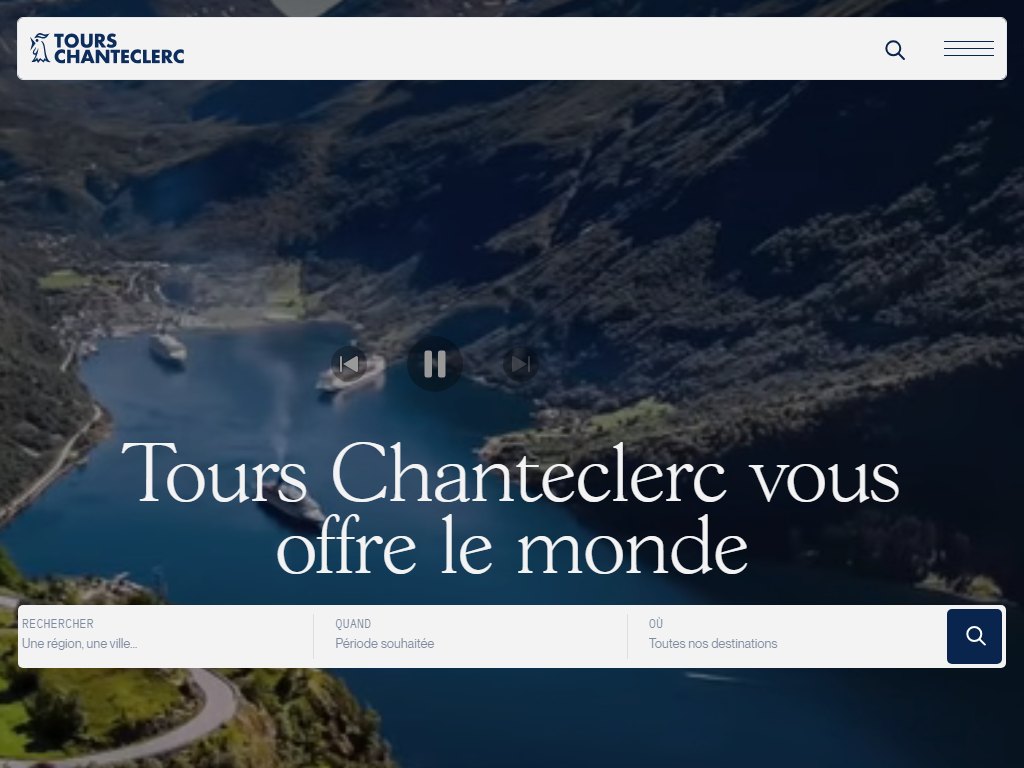 TOURS
CHANTECLERC
Tours Chanteclerc vous
offre le monde
RECHERCHER
Une région, une ville...
QUAND
Période souhaitée
OÙ
Toutes nos destinations